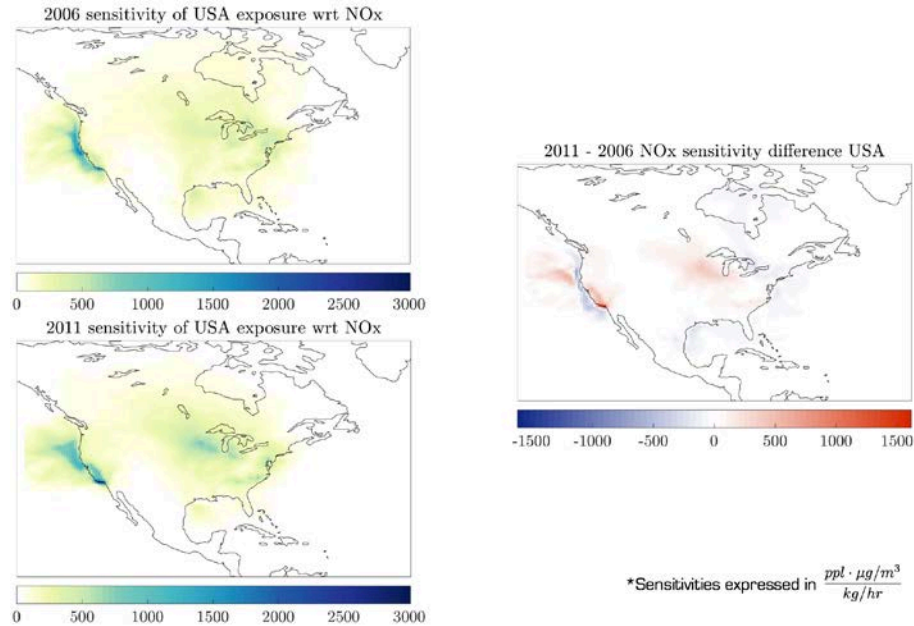 2006 sensitivity of USA exposure wrt NOx
0 500 1000 1500 2000 2500 3000
2011 sensitivity of USA exposure wrt NOx
0 500 1000 1500 2000 2500 3000
2011 - 2006 NOx sensitivity difference USA
-1500 -1000 -500 0 500 1000 1500
*Sensitivities expressed in ppl · μg/m³ / kg/hr